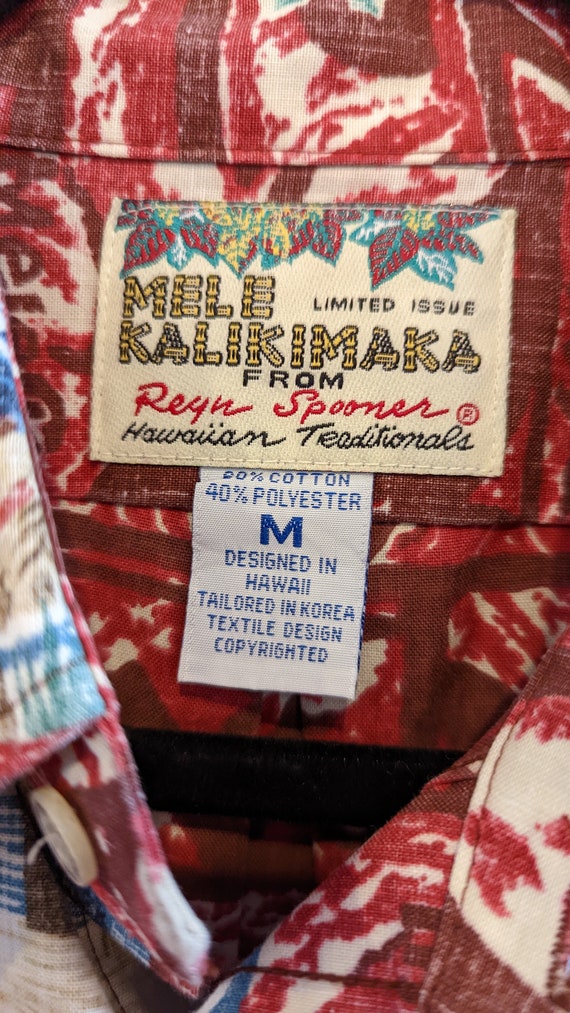 MELE LIMITED ISSUE
KALIKIMAKA
FROM
Reyn Spooner ®
Hawaiian Traditionals
60% COTTON
40% POLYESTER
M
DESIGNED IN
HAWAII
TAILORED IN KOREA
TEXTILE DESIGN
COPYRIGHTED